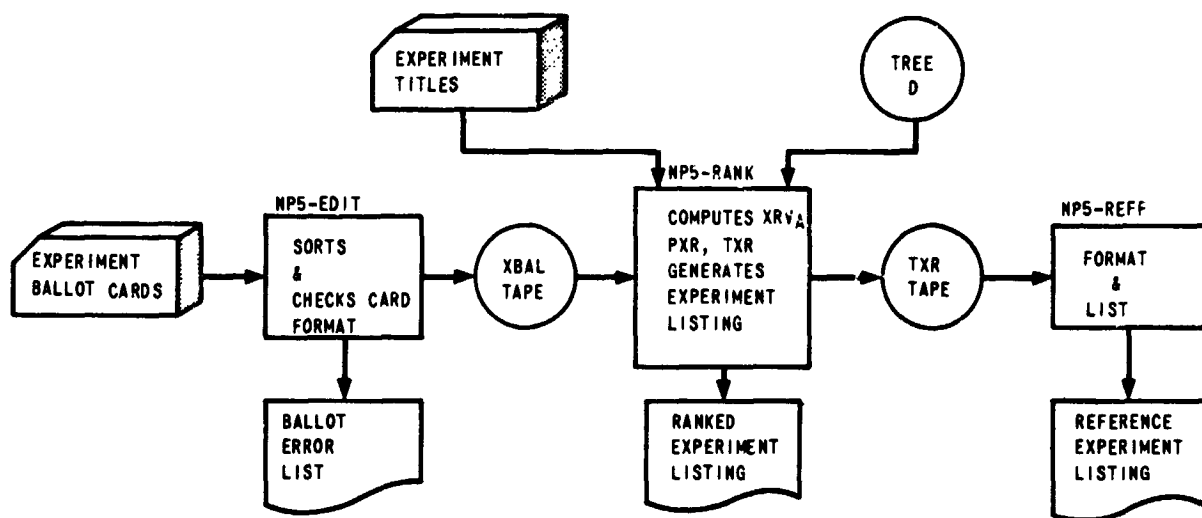 EXPERIMENT
TITLES
TREE
D
NP5-RANK
NP5-EDIT
NP5-REFF
EXPERIMENT
BALLOT CARDS
SORTS
&
CHECKS CARD
FORMAT
XBAL
TAPE
COMPUTES XRVA
PXR, TXR
GENERATES
EXPERIMENT
LISTING
TXR
TAPE
FORMAT
&
LIST
BALLOT
ERROR
LIST
RANKED
EXPERIMENT
LISTING
REFERENCE
EXPERIMENT
LISTING